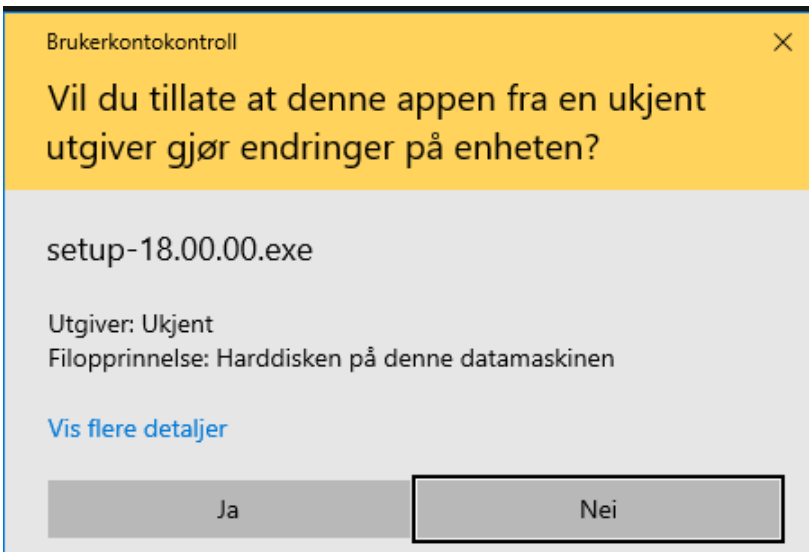 Brukerkontokontroll
Vil du tillate at denne appen fra en ukjent
utgiver gjør endringer på enheten?
setup-18.00.00.exe
Utgiver: Ukjent
Filopprinnelse: Harddisken på denne datamaskinen
Vis flere detaljer
Ja
Nei